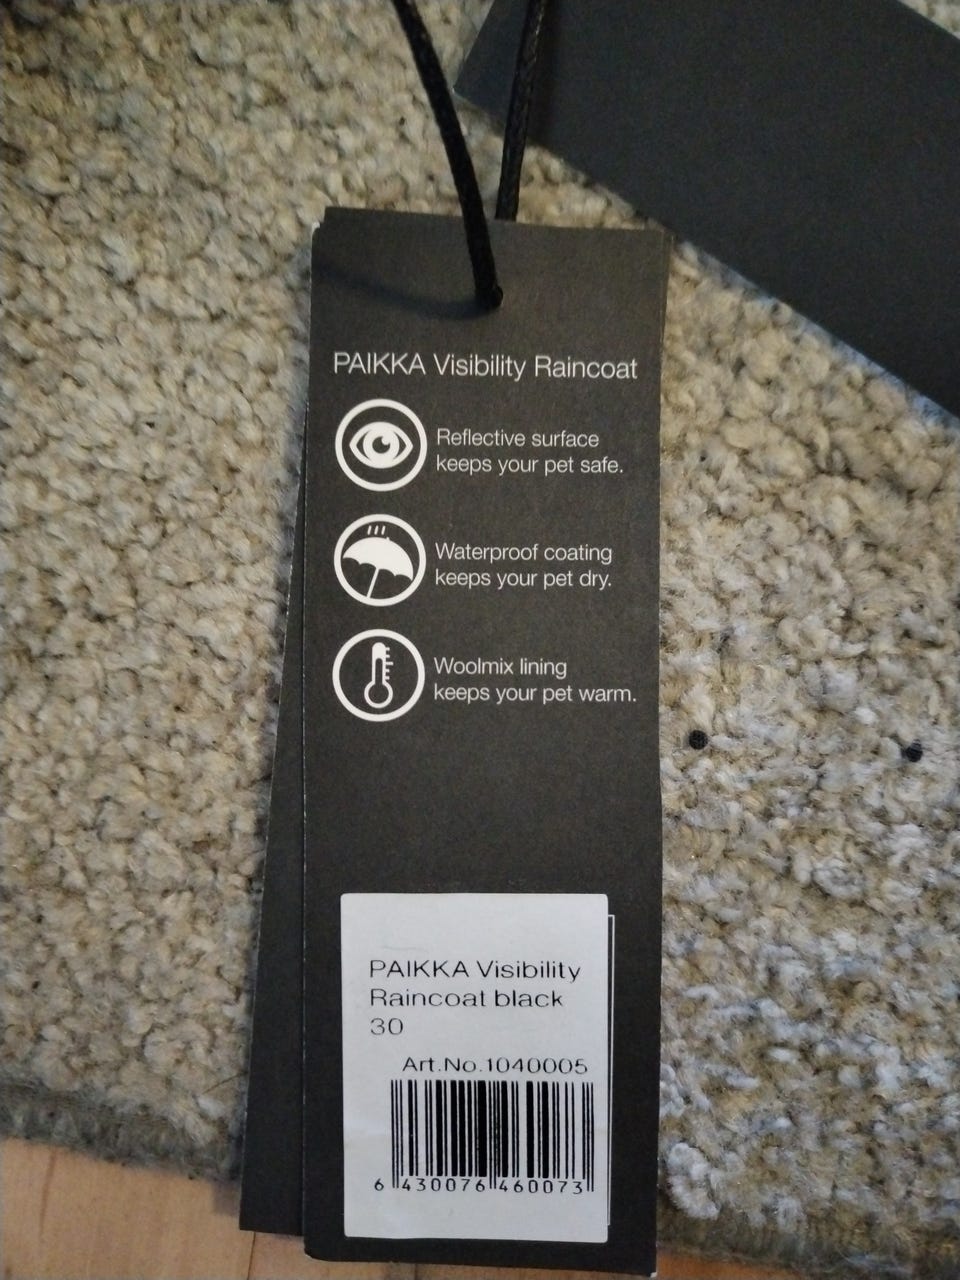 PAIKKA Visibility Raincoat
Reflective surface
keeps your pet safe.
Waterproof coating
keeps your pet dry.
Woolmix lining
keeps your pet warm.
PAIKKA Visibility
Raincoat black
30
Art.No.1040005
6 430076 460073